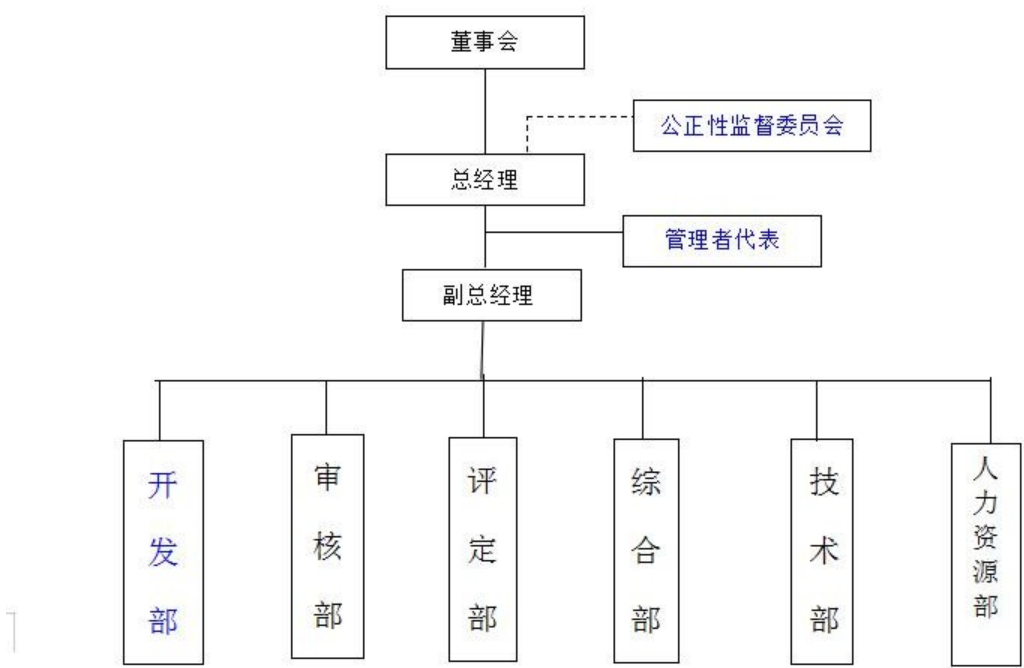 董事会
公正性监督委员会
总经理
管理者代表
副总经理
开发部
审核部
评定部
综合部
技术部
人力资源部